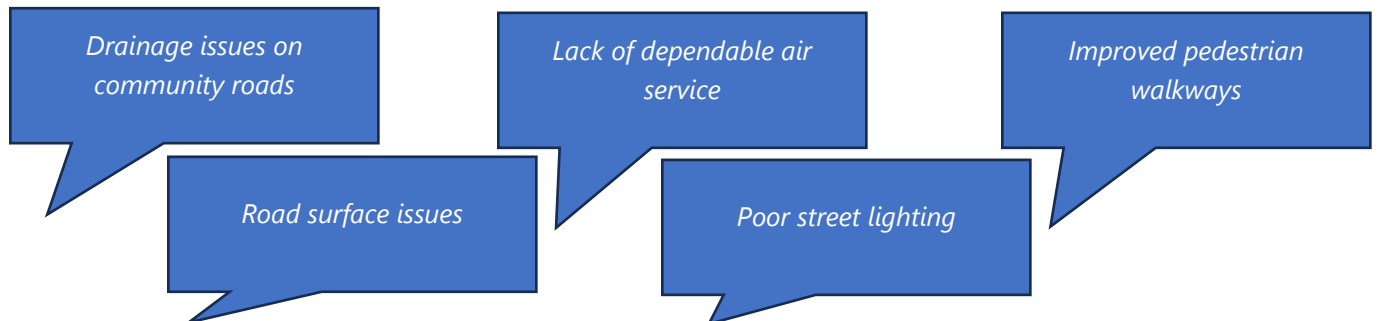 Drainage issues on
community roads
Lack of dependable air
service
Improved pedestrian
walkways
Road surface issues
Poor street lighting